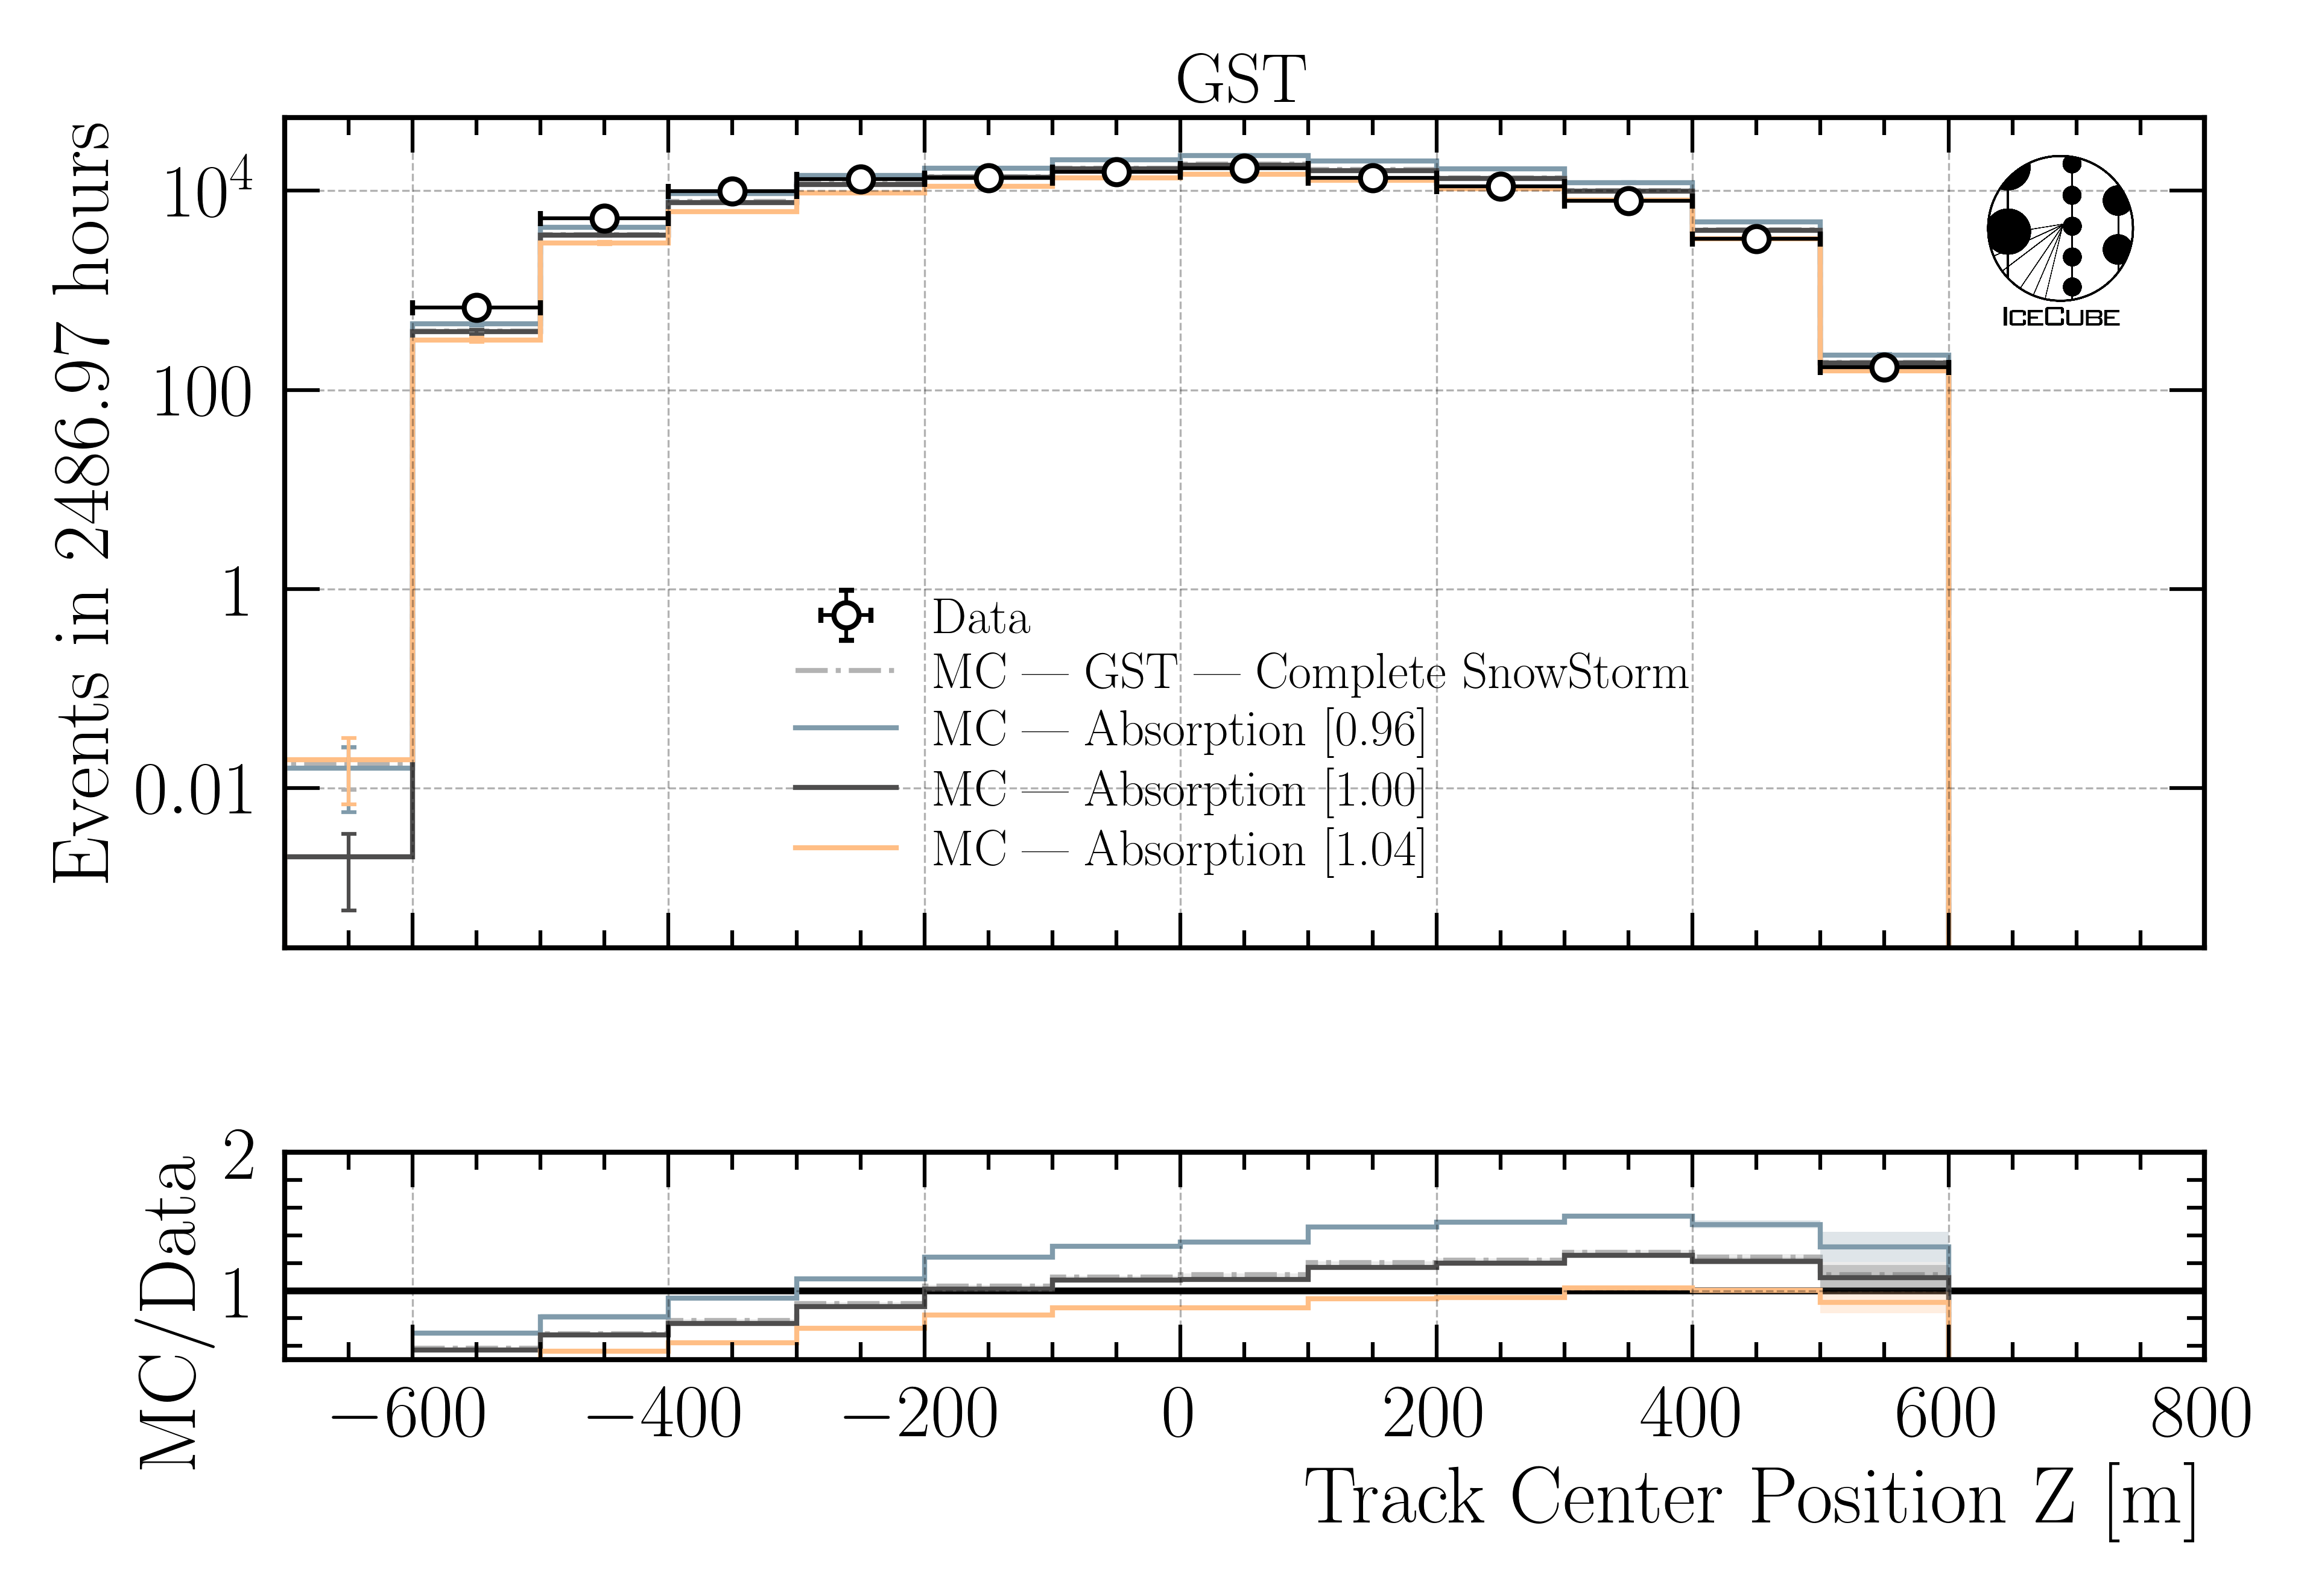 GST
Events in 2486.97 hours
10⁴
100
1
0.01
ICECUBE
Data
MC — GST — Complete SnowStorm
MC — Absorption [0.96]
MC — Absorption [1.00]
MC — Absorption [1.04]
MC/Data
2
1
−600 −400 −200 0 200 400 600 800
Track Center Position Z [m]